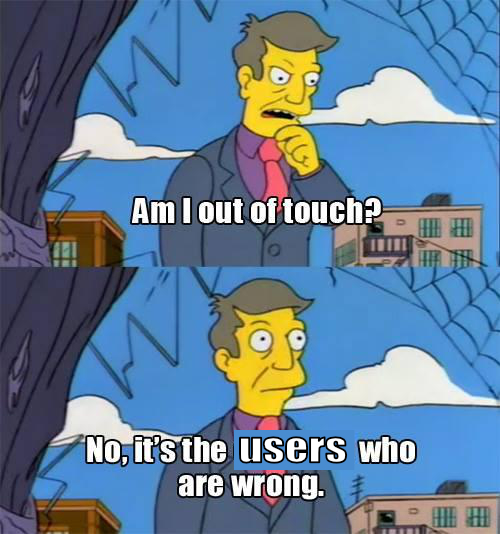 Am I out of touch?
No, it's the users who
are wrong.